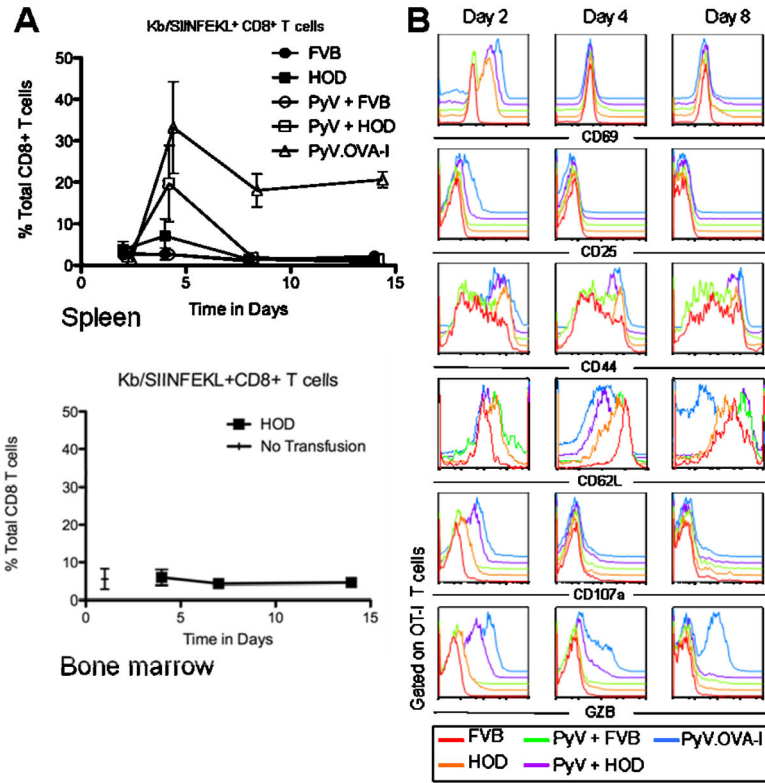 A
Kb/SIINFEKL+ CD8+ T cells
FVB
HOD
PyV + FVB
PyV + HOD
PyV.OVA-I
% Total CD8+ T cells
50
40
30
20
10
0
0 5 10 15
Time in Days
Spleen
Kb/SIINFEKL+CD8+ T cells
HOD
No Transfusion
% Total CD8 T cells
50
40
30
20
10
0
0 5 10 15
Time in Days
Bone marrow
B
Day 2 Day 4 Day 8
CD69
CD25
CD44
CD62L
CD107a
GZB
Gated on OT-I T cells
FVB PyV + FVB PyV.OVA-I
HOD PyV + HOD